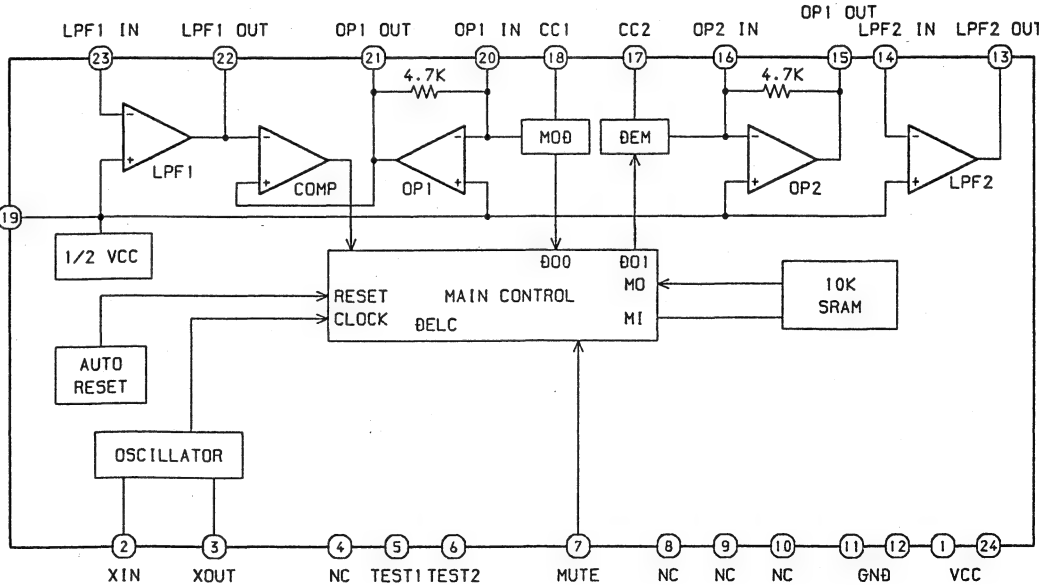 OP1 OUT
LPF1 IN LPF1 OUT OP1 OUT OP1 IN CC1 CC2 OP2 IN LPF2 IN LPF2 OUT
23 22 21 20 18 17 16 15 14 13
4.7K 4.7K
- - - MOD DEM - -
+ + + + +
LPF1 COMP OP1 OP2 LPF2
19
1/2 VCC
DO0 DO1
RESET MAIN CONTROL MO
CLOCK DELC MI
10K
SRAM
AUTO
RESET
OSCILLATOR
2 3 4 5 6 7 8 9 10 11 12 1 24
XIN XOUT NC TEST1 TEST2 MUTE NC NC NC GND VCC